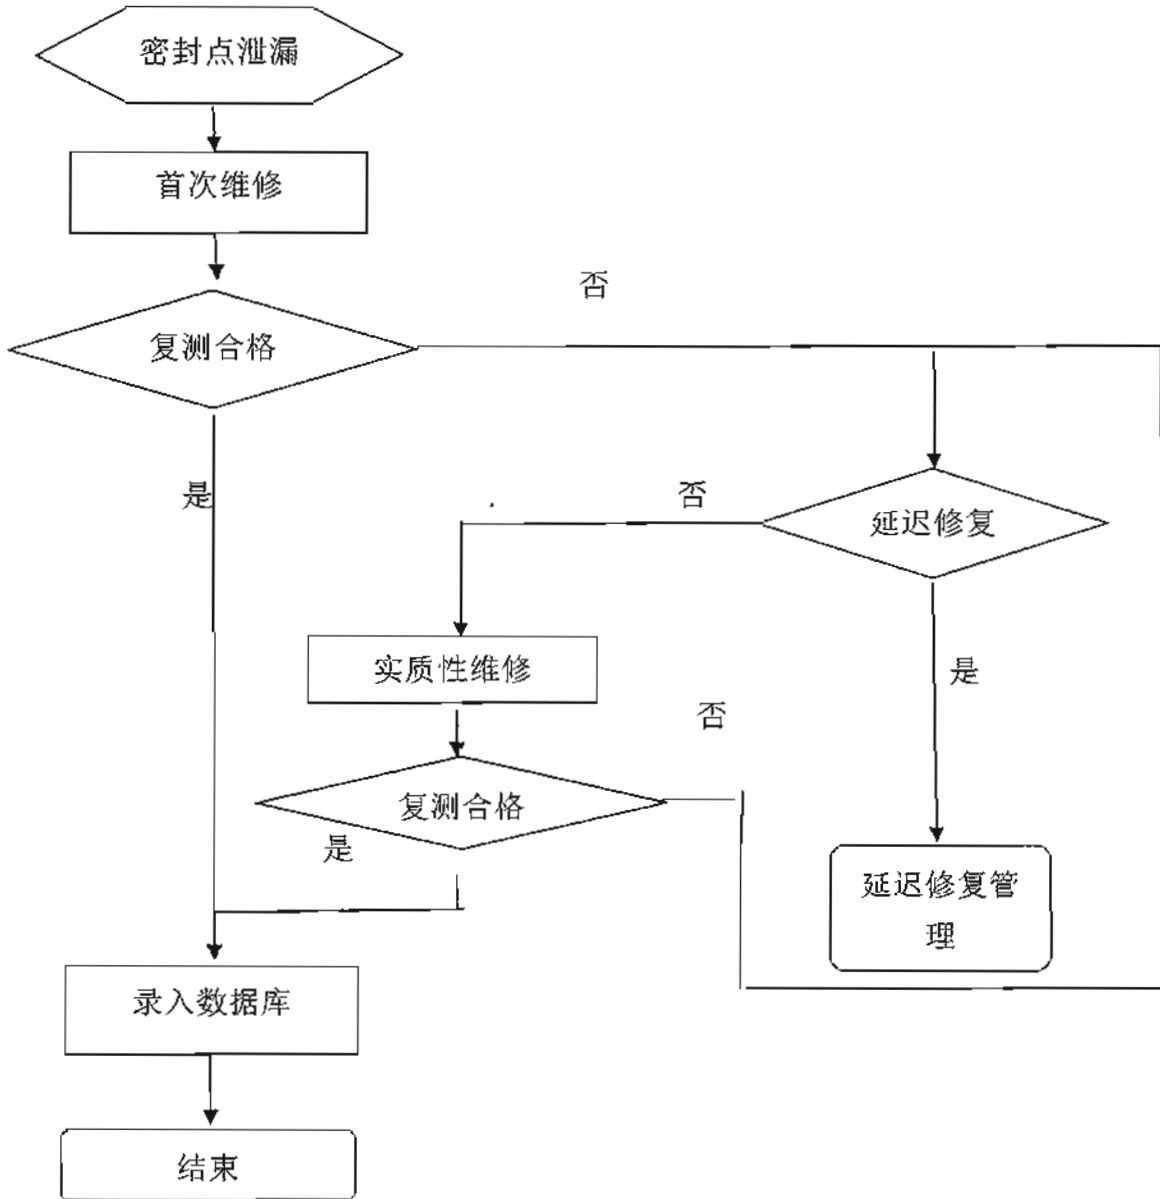 密封点泄漏
首次维修
否
复测合格
是
否
延迟修复
实质性维修
是
否
复测合格
是
延迟修复管
理
录入数据库
结束